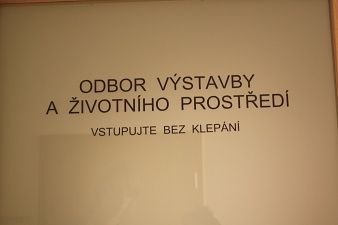 ODBOR VÝSTAVBY
A ŽIVOTNÍHO PROSTŘEDÍ
VSTUPUJTE BEZ KLEPÁNÍ